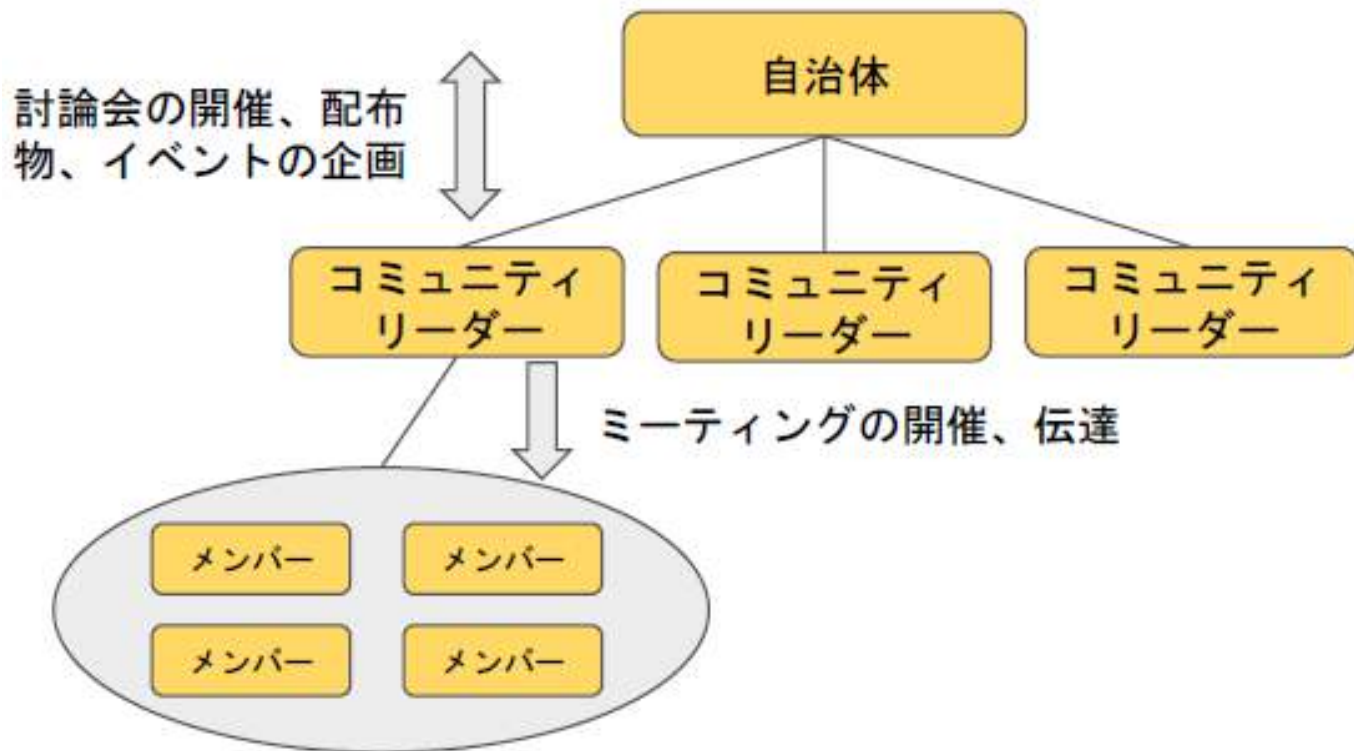 自治体
討論会の開催、配布
物、イベントの企画
コミュニティ
リーダー
コミュニティ
リーダー
コミュニティ
リーダー
ミーティングの開催、伝達
メンバー
メンバー
メンバー
メンバー